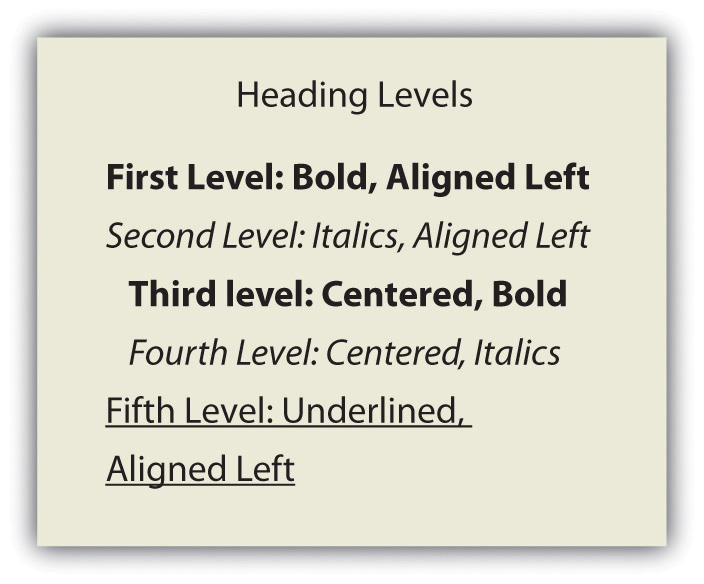 Heading Levels
First Level: Bold, Aligned Left
Second Level: Italics, Aligned Left
Third level: Centered, Bold
Fourth Level: Centered, Italics
Fifth Level: Underlined,
Aligned Left